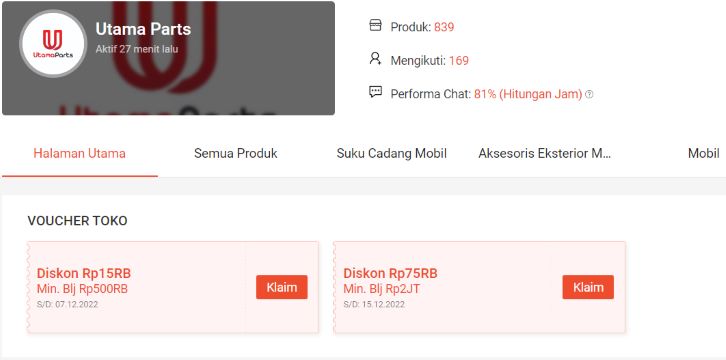 Utama Parts
Aktif 27 menit lalu
UtamaParts
Produk: 839
Mengikuti: 169
Performa Chat: 81% (Hitungan Jam)
Halaman Utama
Semua Produk
Suku Cadang Mobil
Aksesoris Eksterior M...
Mobil
VOUCHER TOKO
Diskon Rp15RB
Min. Blj Rp500RB
S/D: 07.12.2022
Klaim
Diskon Rp75RB
Min. Blj Rp2JT
S/D: 15.12.2022
Klaim